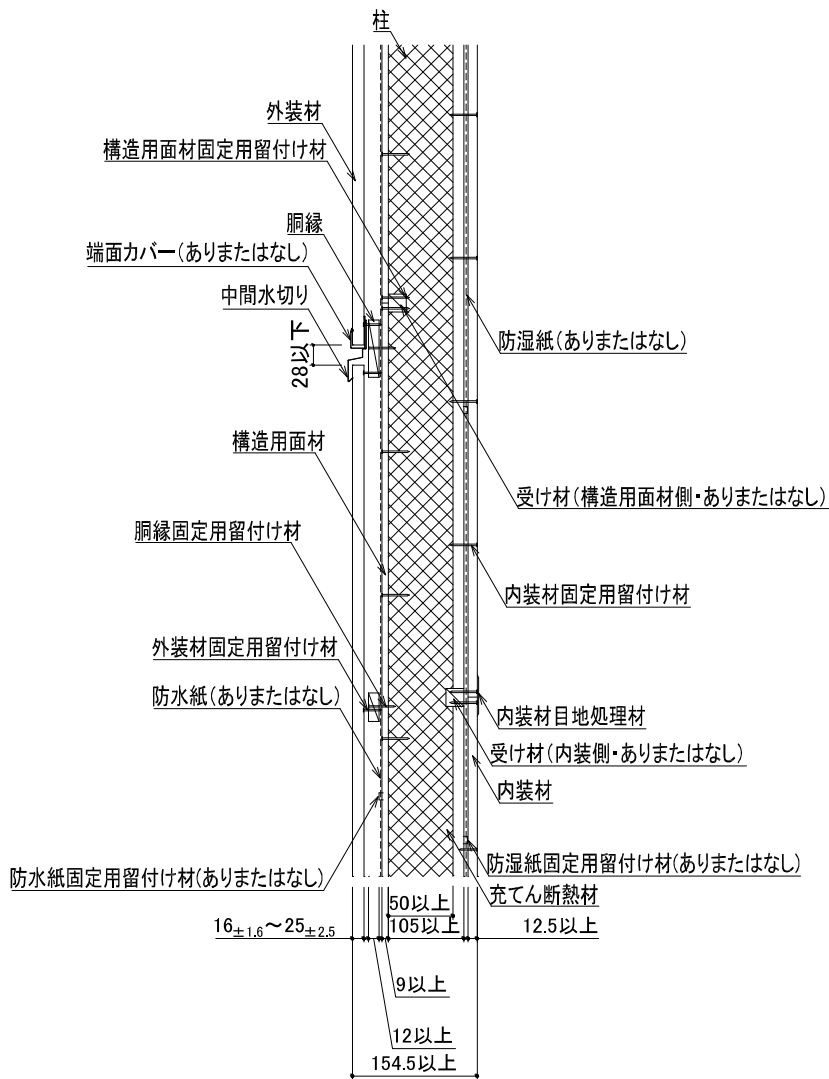 柱
外装材
構造用面材固定用留付け材
胴縁
端面カバー(ありまたはなし)
中間水切り
28以下
防湿紙(ありまたはなし)
構造用面材
受け材(構造用面材側・ありまたはなし)
胴縁固定用留付け材
内装材固定用留付け材
外装材固定用留付け材
防水紙(ありまたはなし)
内装材目地処理材
受け材(内装側・ありまたはなし)
内装材
防水紙固定用留付け材(ありまたはなし)
防湿紙固定用留付け材(ありまたはなし)
充てん断熱材
50以上
16±1.6～25±2.5
105以上
12.5以上
9以上
12以上
154.5以上